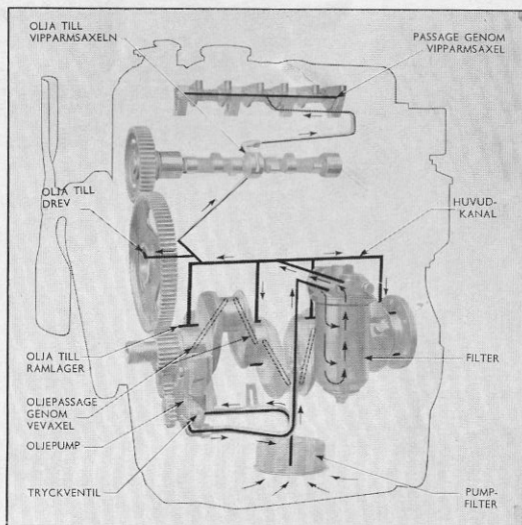 OLJA TILL
VIPPARMSAXELN
PASSAGE GENOM
VIPPARMSAXEL
OLJA TILL
DREV
HUVUD-
KANAL
OLJA TILL
RAMLAGER
OLJEPASSAGE
GENOM
VEVAXEL
OLJEPUMP
TRYCKVENTIL
FILTER
PUMP-
FILTER